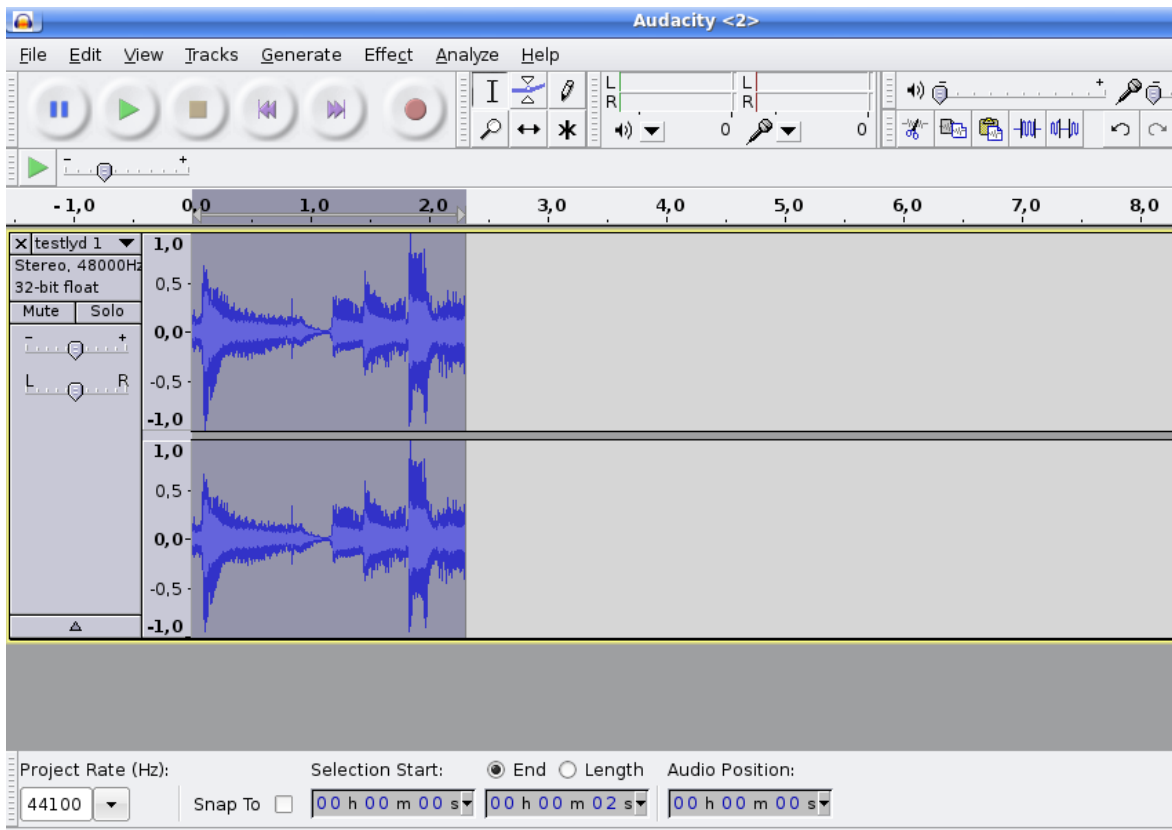 Audacity <2>
File Edit View Tracks Generate Effect Analyze Help
L
R
L
R
- +
0 0
- +
- 1,0 0,0 1,0 2,0 3,0 4,0 5,0 6,0 7,0 8,0
testlyd 1
Stereo, 48000Hz
32-bit float
Mute Solo
- +
L R
1,0
0,5
0,0
-0,5
-1,0
1,0
0,5
0,0
-0,5
-1,0
Project Rate (Hz): Selection Start: End Length Audio Position:
44100 Snap To 00 h 00 m 00 s 00 h 00 m 02 s 00 h 00 m 00 s